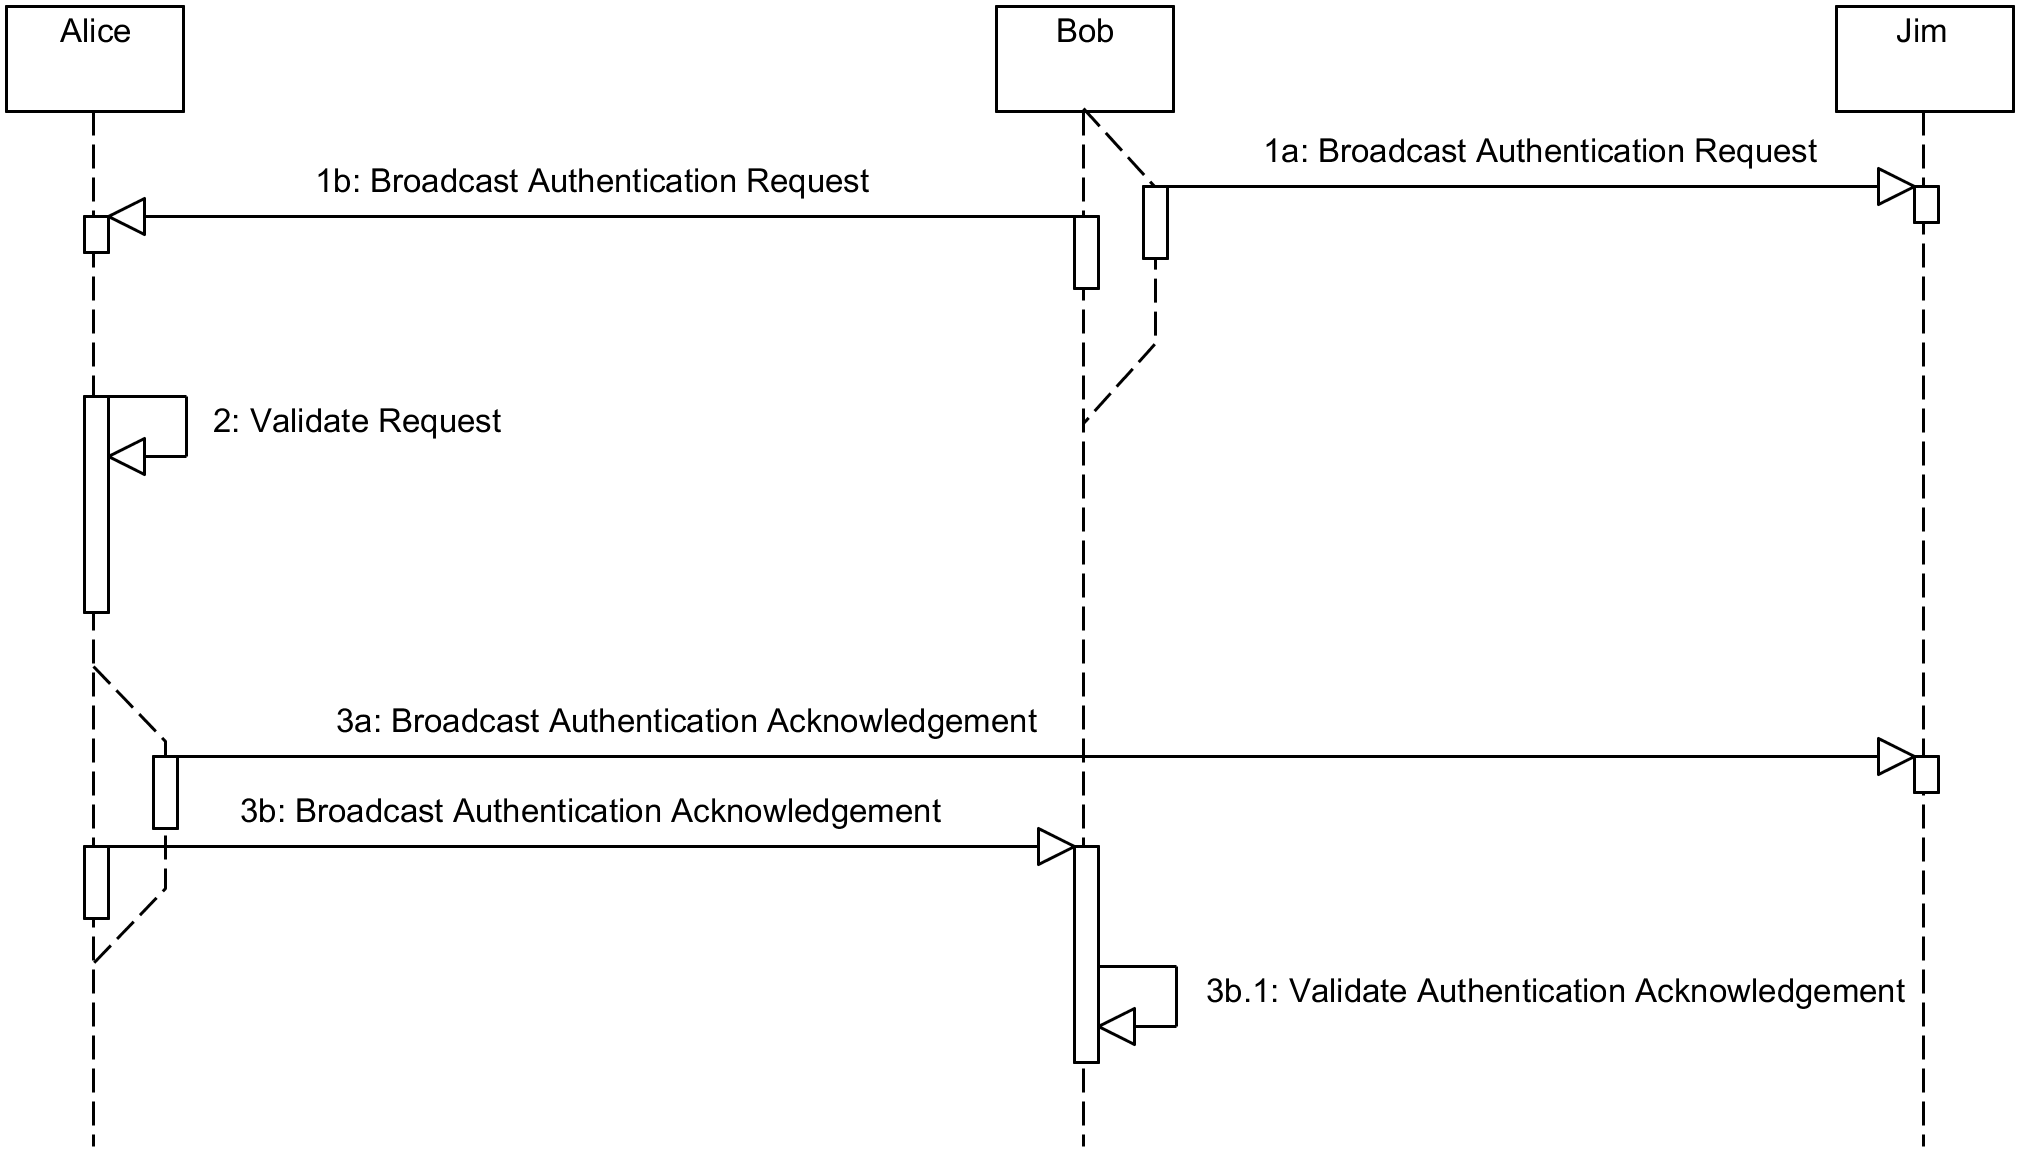 Alice
Bob
Jim
1a: Broadcast Authentication Request
1b: Broadcast Authentication Request
2: Validate Request
3a: Broadcast Authentication Acknowledgement
3b: Broadcast Authentication Acknowledgement
3b.1: Validate Authentication Acknowledgement